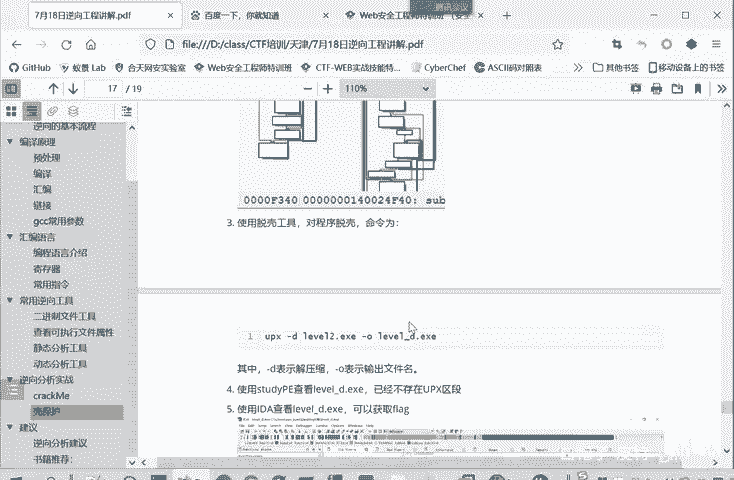 7月18日逆向工程解.pdf
百度一下，你就知道
Web安全工程师特训班
腾讯会议
file:///D:/class/CTF培训/天津/7月18日逆向工程讲解.pdf
GitHub
蚁景 Lab
合天网安实验室
Web安全工程师特训班
CTF-WEB实战技能特...
CyberChef
ASCII码对照表
其他书签
移动设备上的书签
17 / 19
110%
逆向的基本流程
编译原理
预处理
编译
汇编
链接
gcc常用参数
汇编语言
编程语言介绍
寄存器
常用指令
常用逆向工具
二进制文件工具
查看可执行文件属性
静态分析工具
动态分析工具
逆向分析实战
crackMe
壳保护
建议
逆向分析建议
书籍推荐：
0000F340 0000000140024F40: sub
3. 使用脱壳工具，对程序脱壳，命令为：
1 upx -d level2.exe -o level_d.exe
其中，-d表示解压缩，-o表示输出文件名。
4. 使用studyPE查看level_d.exe，已经不存在UPX区段
5. 使用IDA查看level_d.exe，可以获取flag